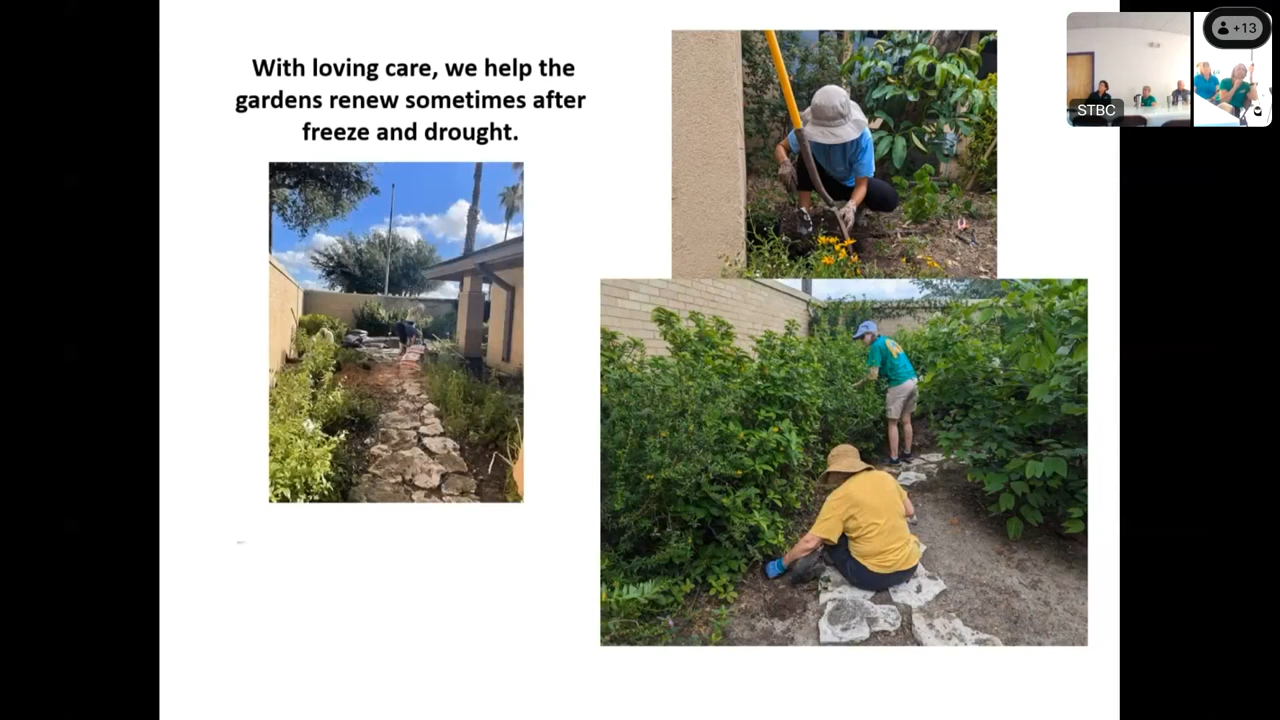 With loving care, we help the
gardens renew sometimes after
freeze and drought.
+13
STBC